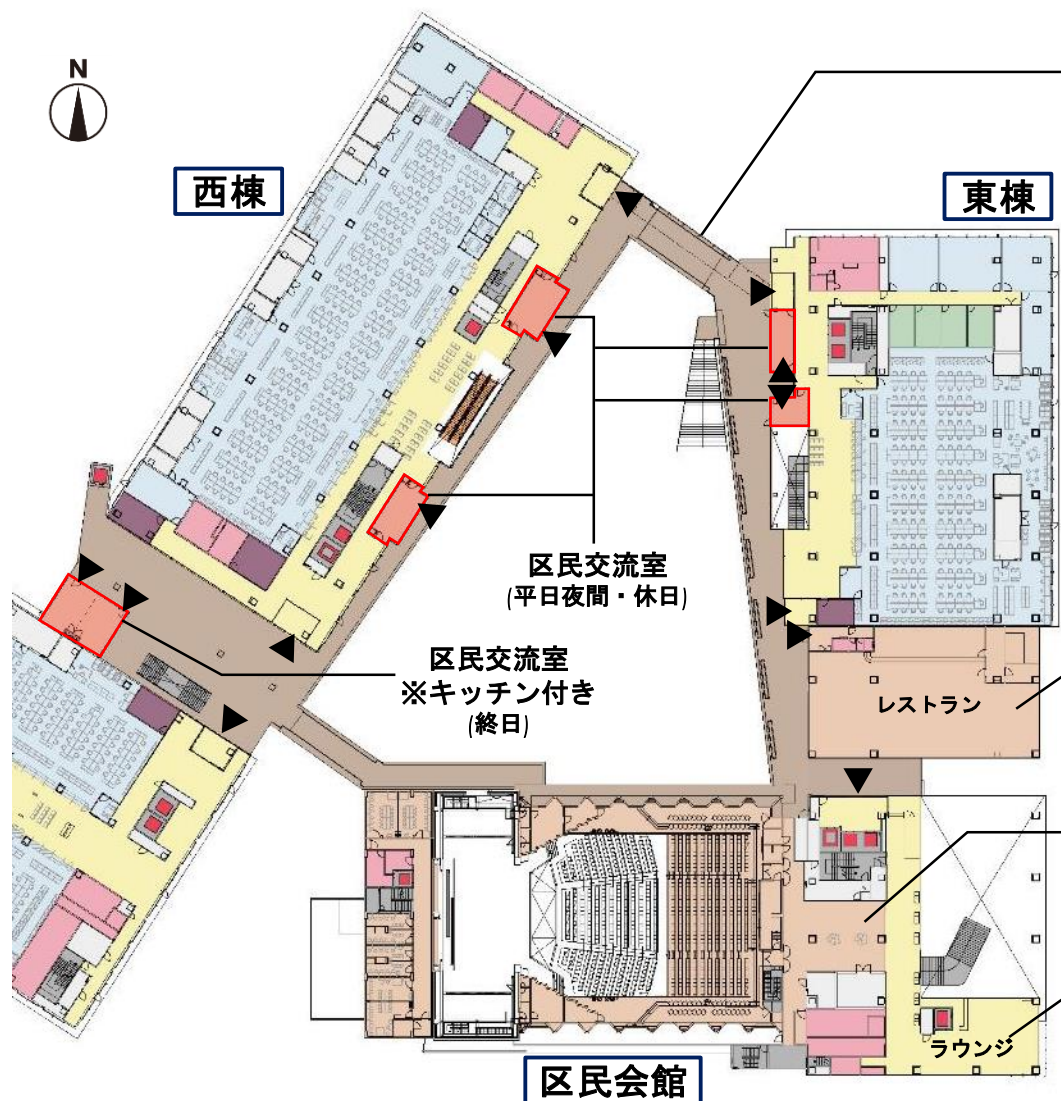 N
西棟
東棟
区民交流室
(平日夜間・休日)
区民交流室
※キッチン付き
(終日)
レストラン
ラウンジ
区民会館